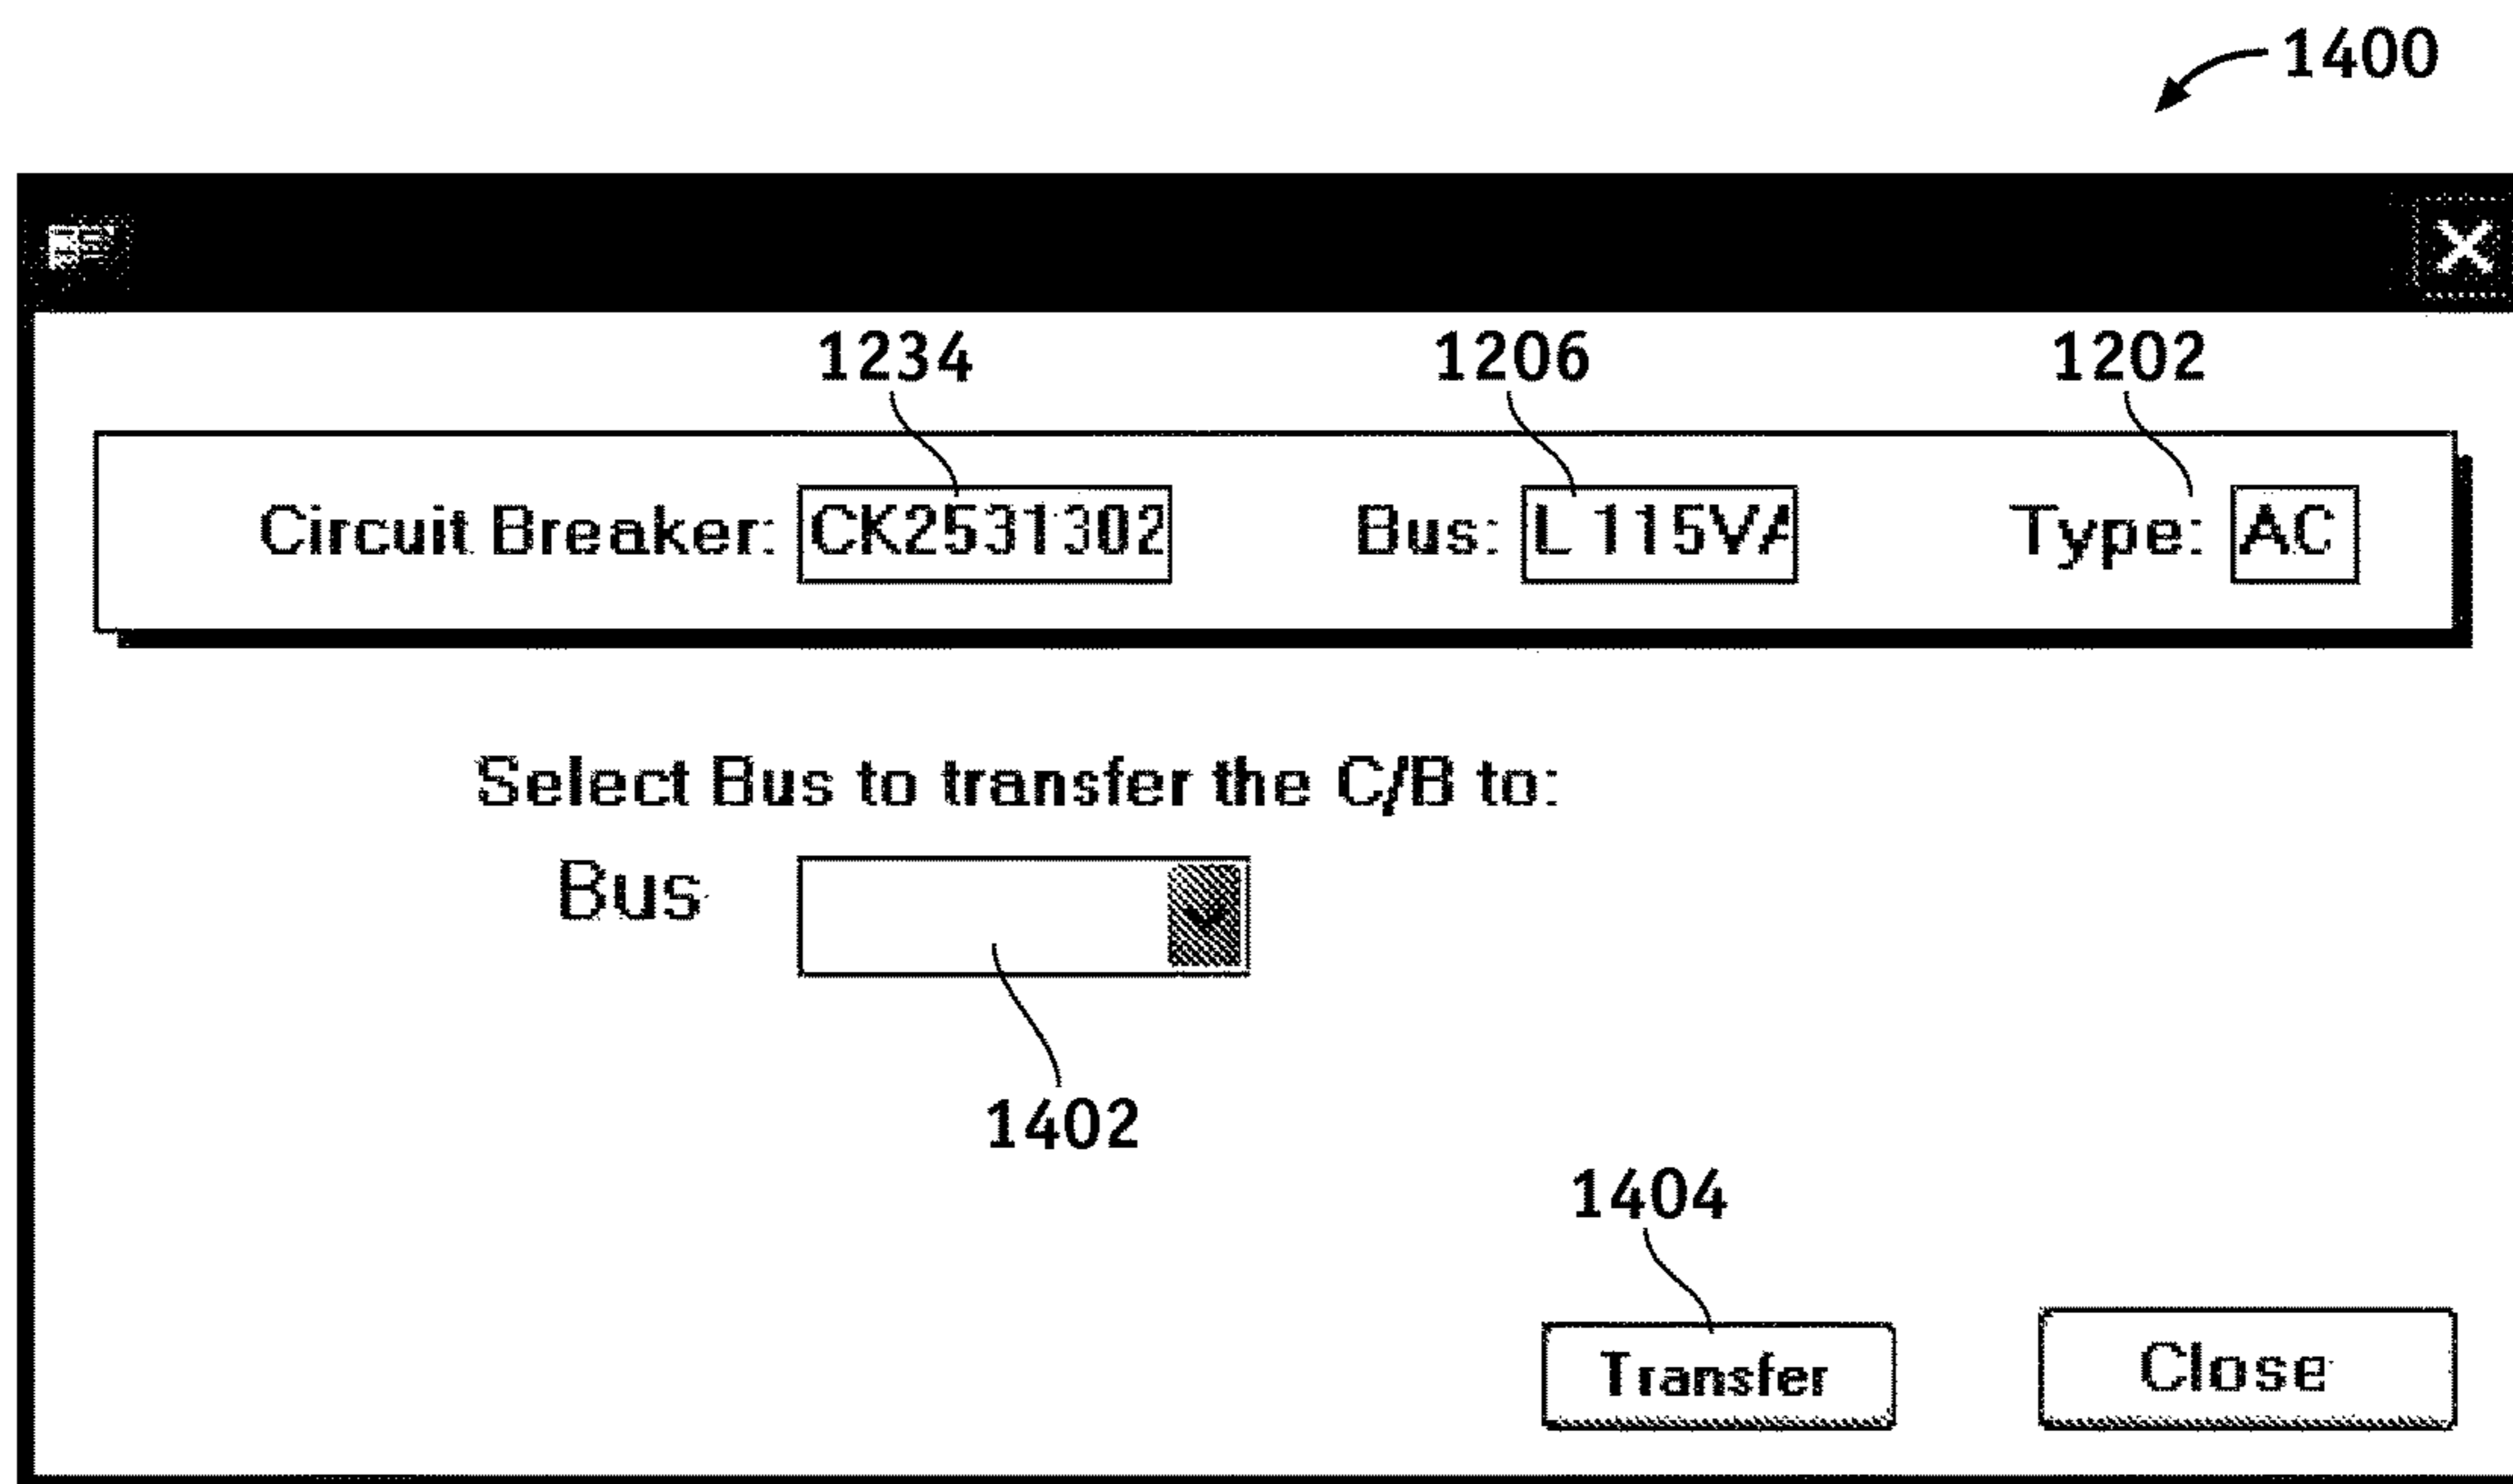 1400
1234 1206 1202
Circuit Breaker: CK2531302 Bus: L 115VA Type: AC
Select Bus to transfer the C/B to:
Bus
1402
1404
Transfer Close